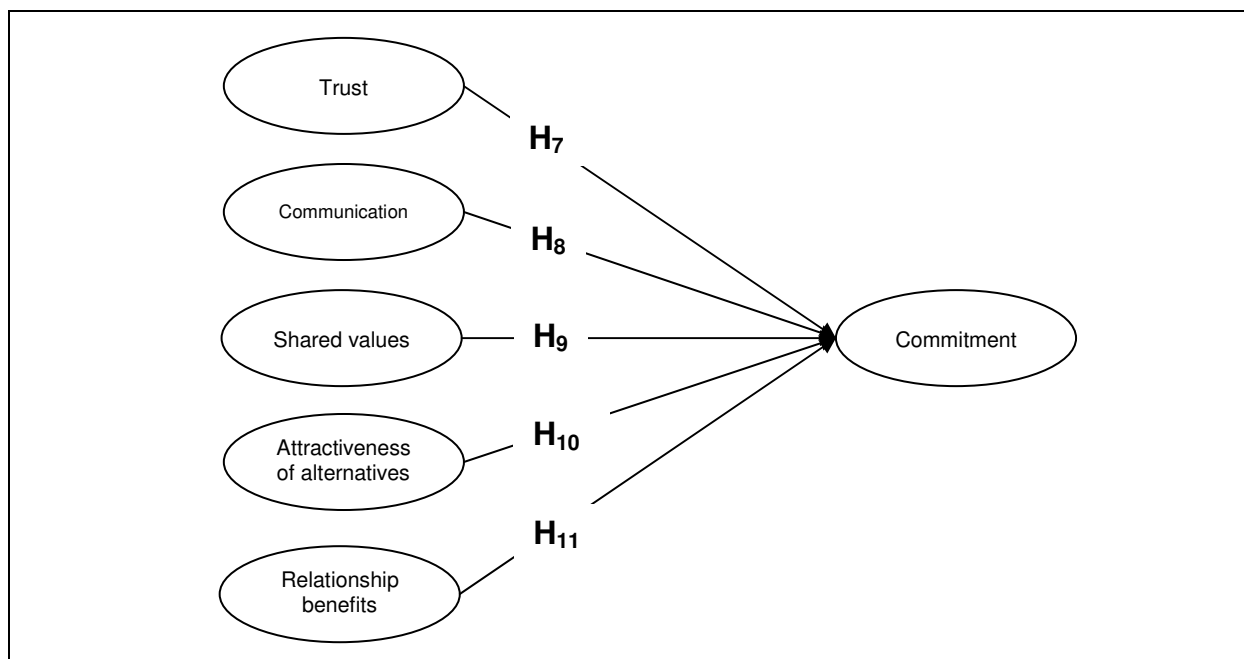 Trust
H7
Communication
H8
Shared values
H9
Commitment
Attractiveness
of alternatives
H10
H11
Relationship
benefits